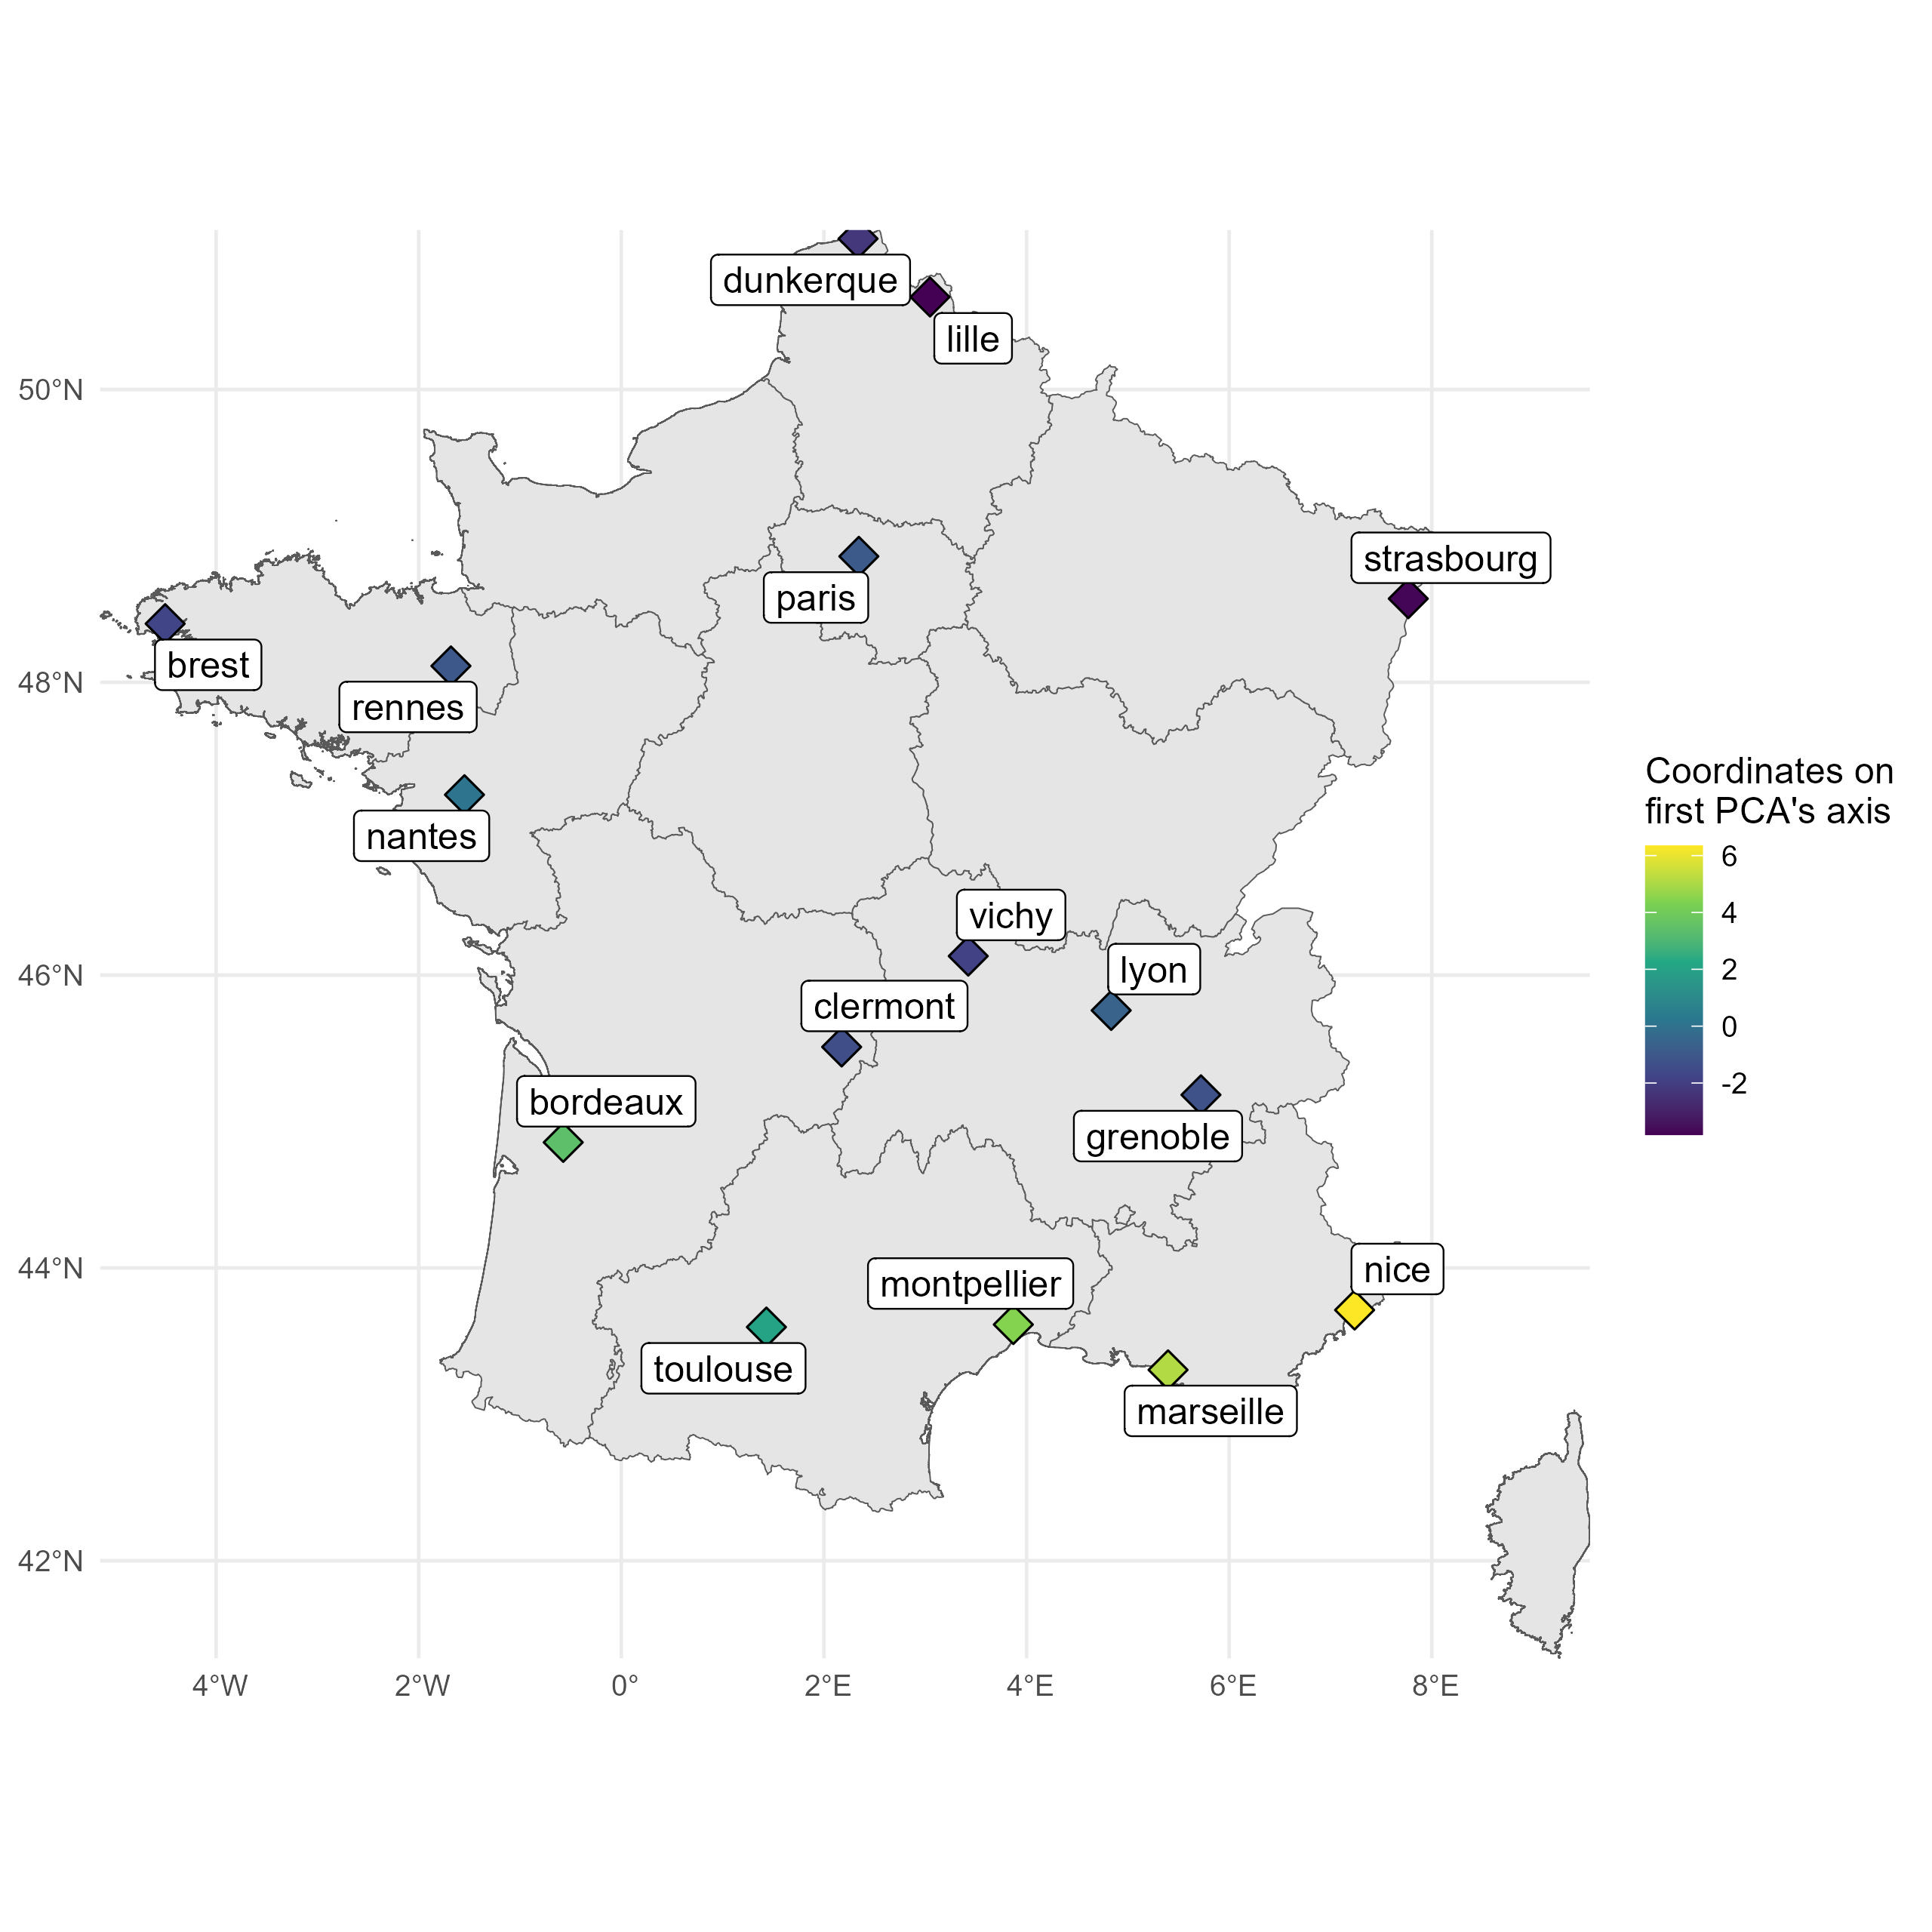 dunkerque
lille
50°N
strasbourg
paris
brest
48°N
rennes
nantes
Coordinates on
first PCA's axis
6
4
2
0
-2
vichy
lyon
46°N
clermont
bordeaux
grenoble
44°N
nice
montpellier
toulouse
marseille
42°N
4°W
2°W
0°
2°E
4°E
6°E
8°E